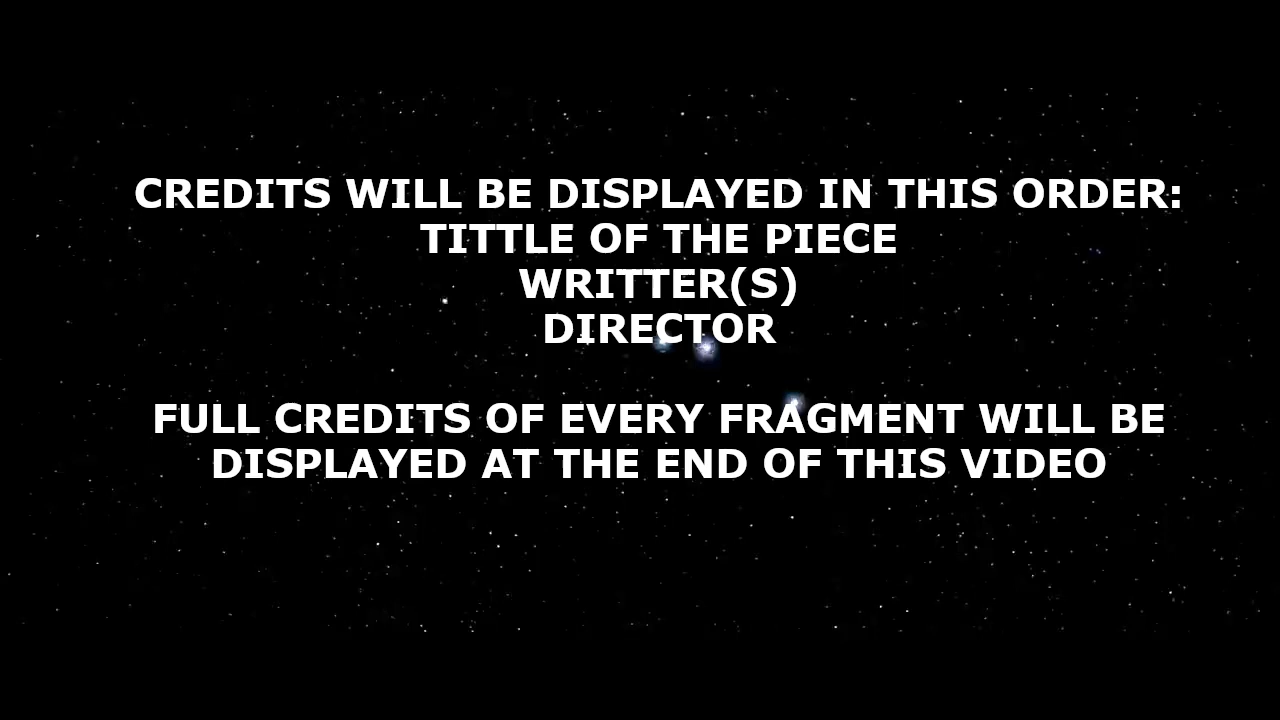 CREDITS WILL BE DISPLAYED IN THIS ORDER:
TITTLE OF THE PIECE
WRITTER(S)
DIRECTOR
FULL CREDITS OF EVERY FRAGMENT WILL BE
DISPLAYED AT THE END OF THIS VIDEO